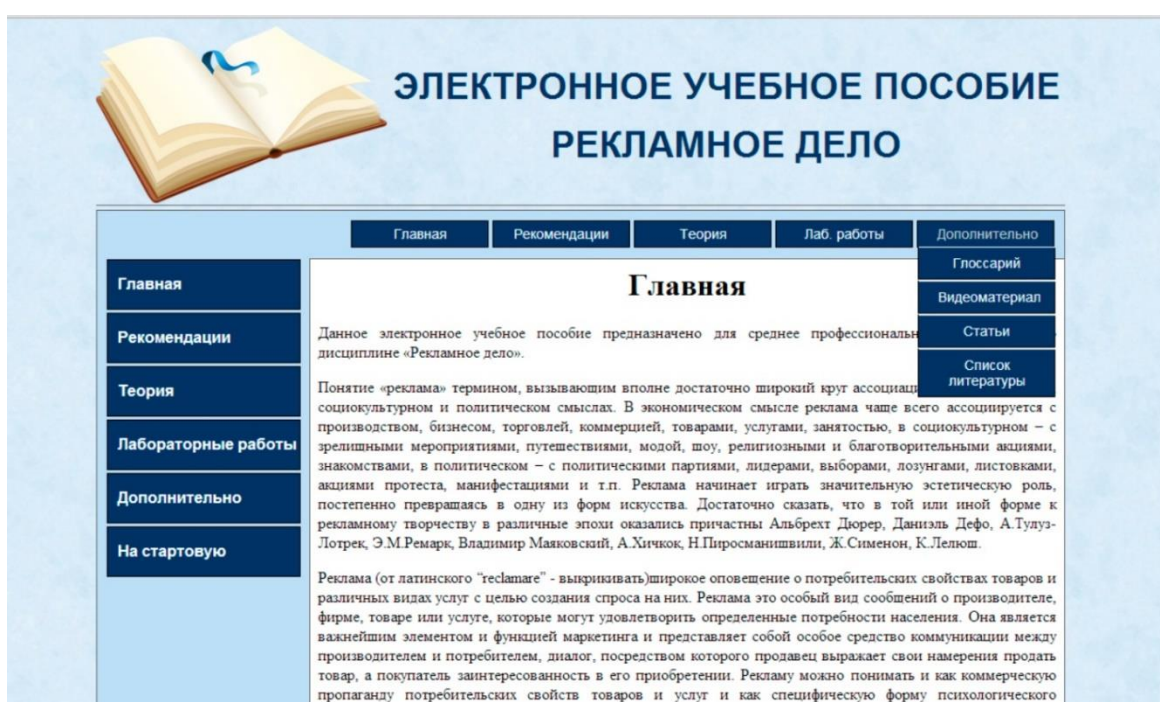 ЭЛЕКТРОННОЕ УЧЕБНОЕ ПОСОБИЕ
РЕКЛАМНОЕ ДЕЛО
Главная Рекомендации Теория Лаб. работы Дополнительно
Глоссарий
Видеоматериал
Статьи
Список
литературы
Главная
Рекомендации
Теория
Лабораторные работы
Дополнительно
На стартовую
Главная
Данное электронное учебное пособие предназначено для среднее
дисциплине «Рекламное дело».
Понятие «реклама» термином, вызывающим вполне достаточно широкий круг
социокультурном и политическом смыслах. В экономическом смысле реклама чаще всего ассоциируется с
производством, бизнесом, торговлей, коммерцией, товарами, услугами, занятостью, в социокультурном – с
зрелищными мероприятиями, путешествиями, модой, шоу, религиозными и благотворительными акциями,
знакомствами, в политическом – с политическими партиями, лидерами, выборами, лозунгами, листовками,
акциями протеста, манифестациями и т.п. Реклама начинает играть значительную эстетическую роль,
постепенно превращаясь в одну из форм искусства. Достаточно сказать, что в той или иной форме к
рекламному творчеству в различные эпохи оказались причастны Альбрехт Дюрер, Даниэль Дефо, А.Тулуз-
Лотрек, Э.М.Ремарк, Владимир Маяковский, А.Хичкок, Н.Пиросманишвили, Ж.Сименон, К.Лелюш.
Реклама (от латинского “reclamare” - выкрикивать)широкое оповещение о потребительских свойствах товаров и
различных видах услуг с целью создания спроса на них. Реклама это особый вид сообщений о производителе,
фирме, товаре или услуге, которые могут удовлетворить определенные потребности населения. Она является
важнейшим элементом и функцией маркетинга и представляет собой особое средство коммуникации между
производителем и потребителем, диалог, посредством которого продавец выражает свои намерения продать
товар, а покупатель заинтересованность в его приобретении. Рекламу можно понимать и как коммерческую
пропаганду потребительских свойств товаров и услуг и как специфическую форму психологического